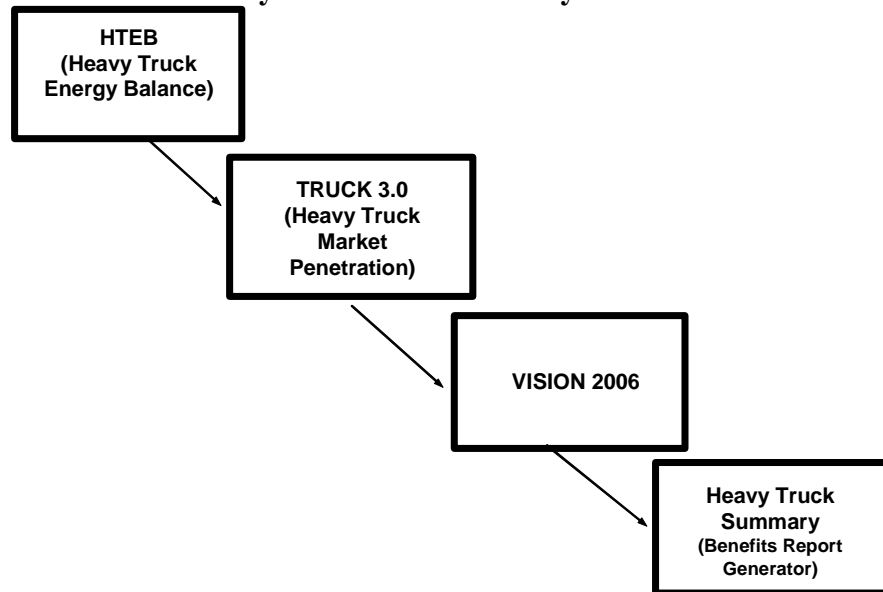 HTEB
(Heavy Truck
Energy Balance)
TRUCK 3.0
(Heavy Truck
Market
Penetration)
VISION 2006
Heavy Truck
Summary
(Benefits Report
Generator)